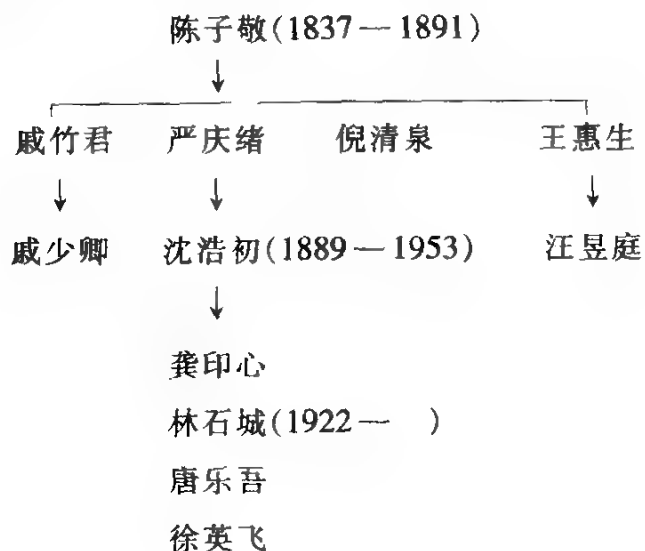 陈子敬(1837—1891)
戚竹君 严庆绪 倪清泉 王惠生
戚少卿 沈浩初(1889—1953) 汪昱庭
龚印心
林石城(1922— )
唐乐吾
徐英飞